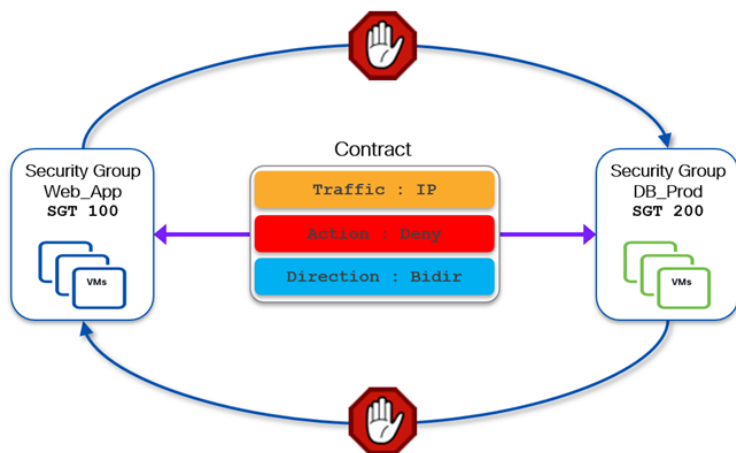 Security Group
Web_App
SGT 100
VMs
Contract
Traffic : IP
Action : Deny
Direction : Bidir
Security Group
DB_Prod
SGT 200
VMs